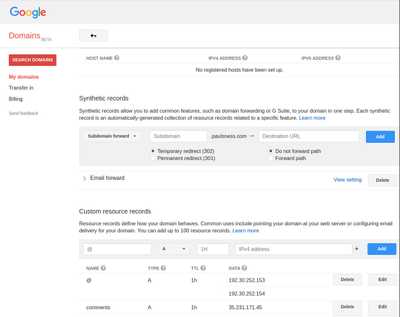 Google
Domains BETA
SEARCH DOMAINS
My domains
Transfer in
Billing
Send feedback
HOST NAME IPV4 ADDRESS IPV6 ADDRESS
No registered hosts have been set up.
Synthetic records
Synthetic records allow you to add common features, such as domain forwarding or G Suite, to your domain in one step. Each synthetic
record is an automatically-generated collection of resource records related to a specific feature. Learn more
Subdomain forward Subdomain → Destination URL Add
Temporary redirect (302) Do not forward path
Permanent redirect (301) Forward path
Email forward View setting Delete
Custom resource records
Resource records define how your domain behaves. Common uses include pointing your domain at your web server or configuring email
delivery for your domain. You can add up to 100 resource records. Learn more
@ A 1H IPv4 address + Add
NAME TYPE TTL DATA
@ A 1h 192.30.252.153 Delete Edit
192.30.252.154
comments A 1h 35.231.171.45 Delete Edit